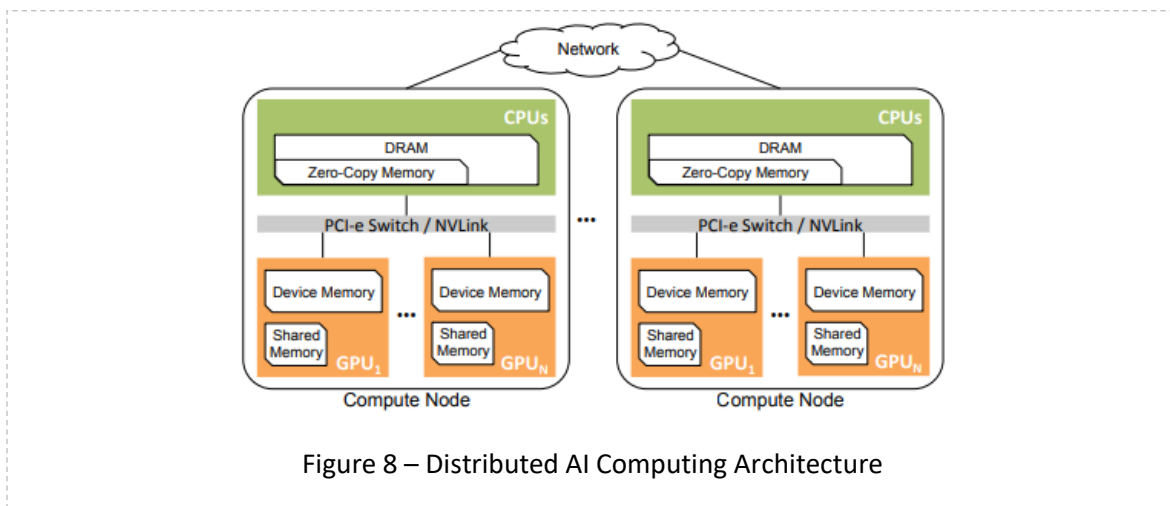 Network
CPUs
DRAM
Zero-Copy Memory
PCI-e Switch / NVLink
Device Memory
Shared
Memory
GPU1
...
Device Memory
Shared
Memory
GPUN
Compute Node
...
CPUs
DRAM
Zero-Copy Memory
PCI-e Switch / NVLink
Device Memory
Shared
Memory
GPU1
...
Device Memory
Shared
Memory
GPUN
Compute Node
Figure 8 – Distributed AI Computing Architecture